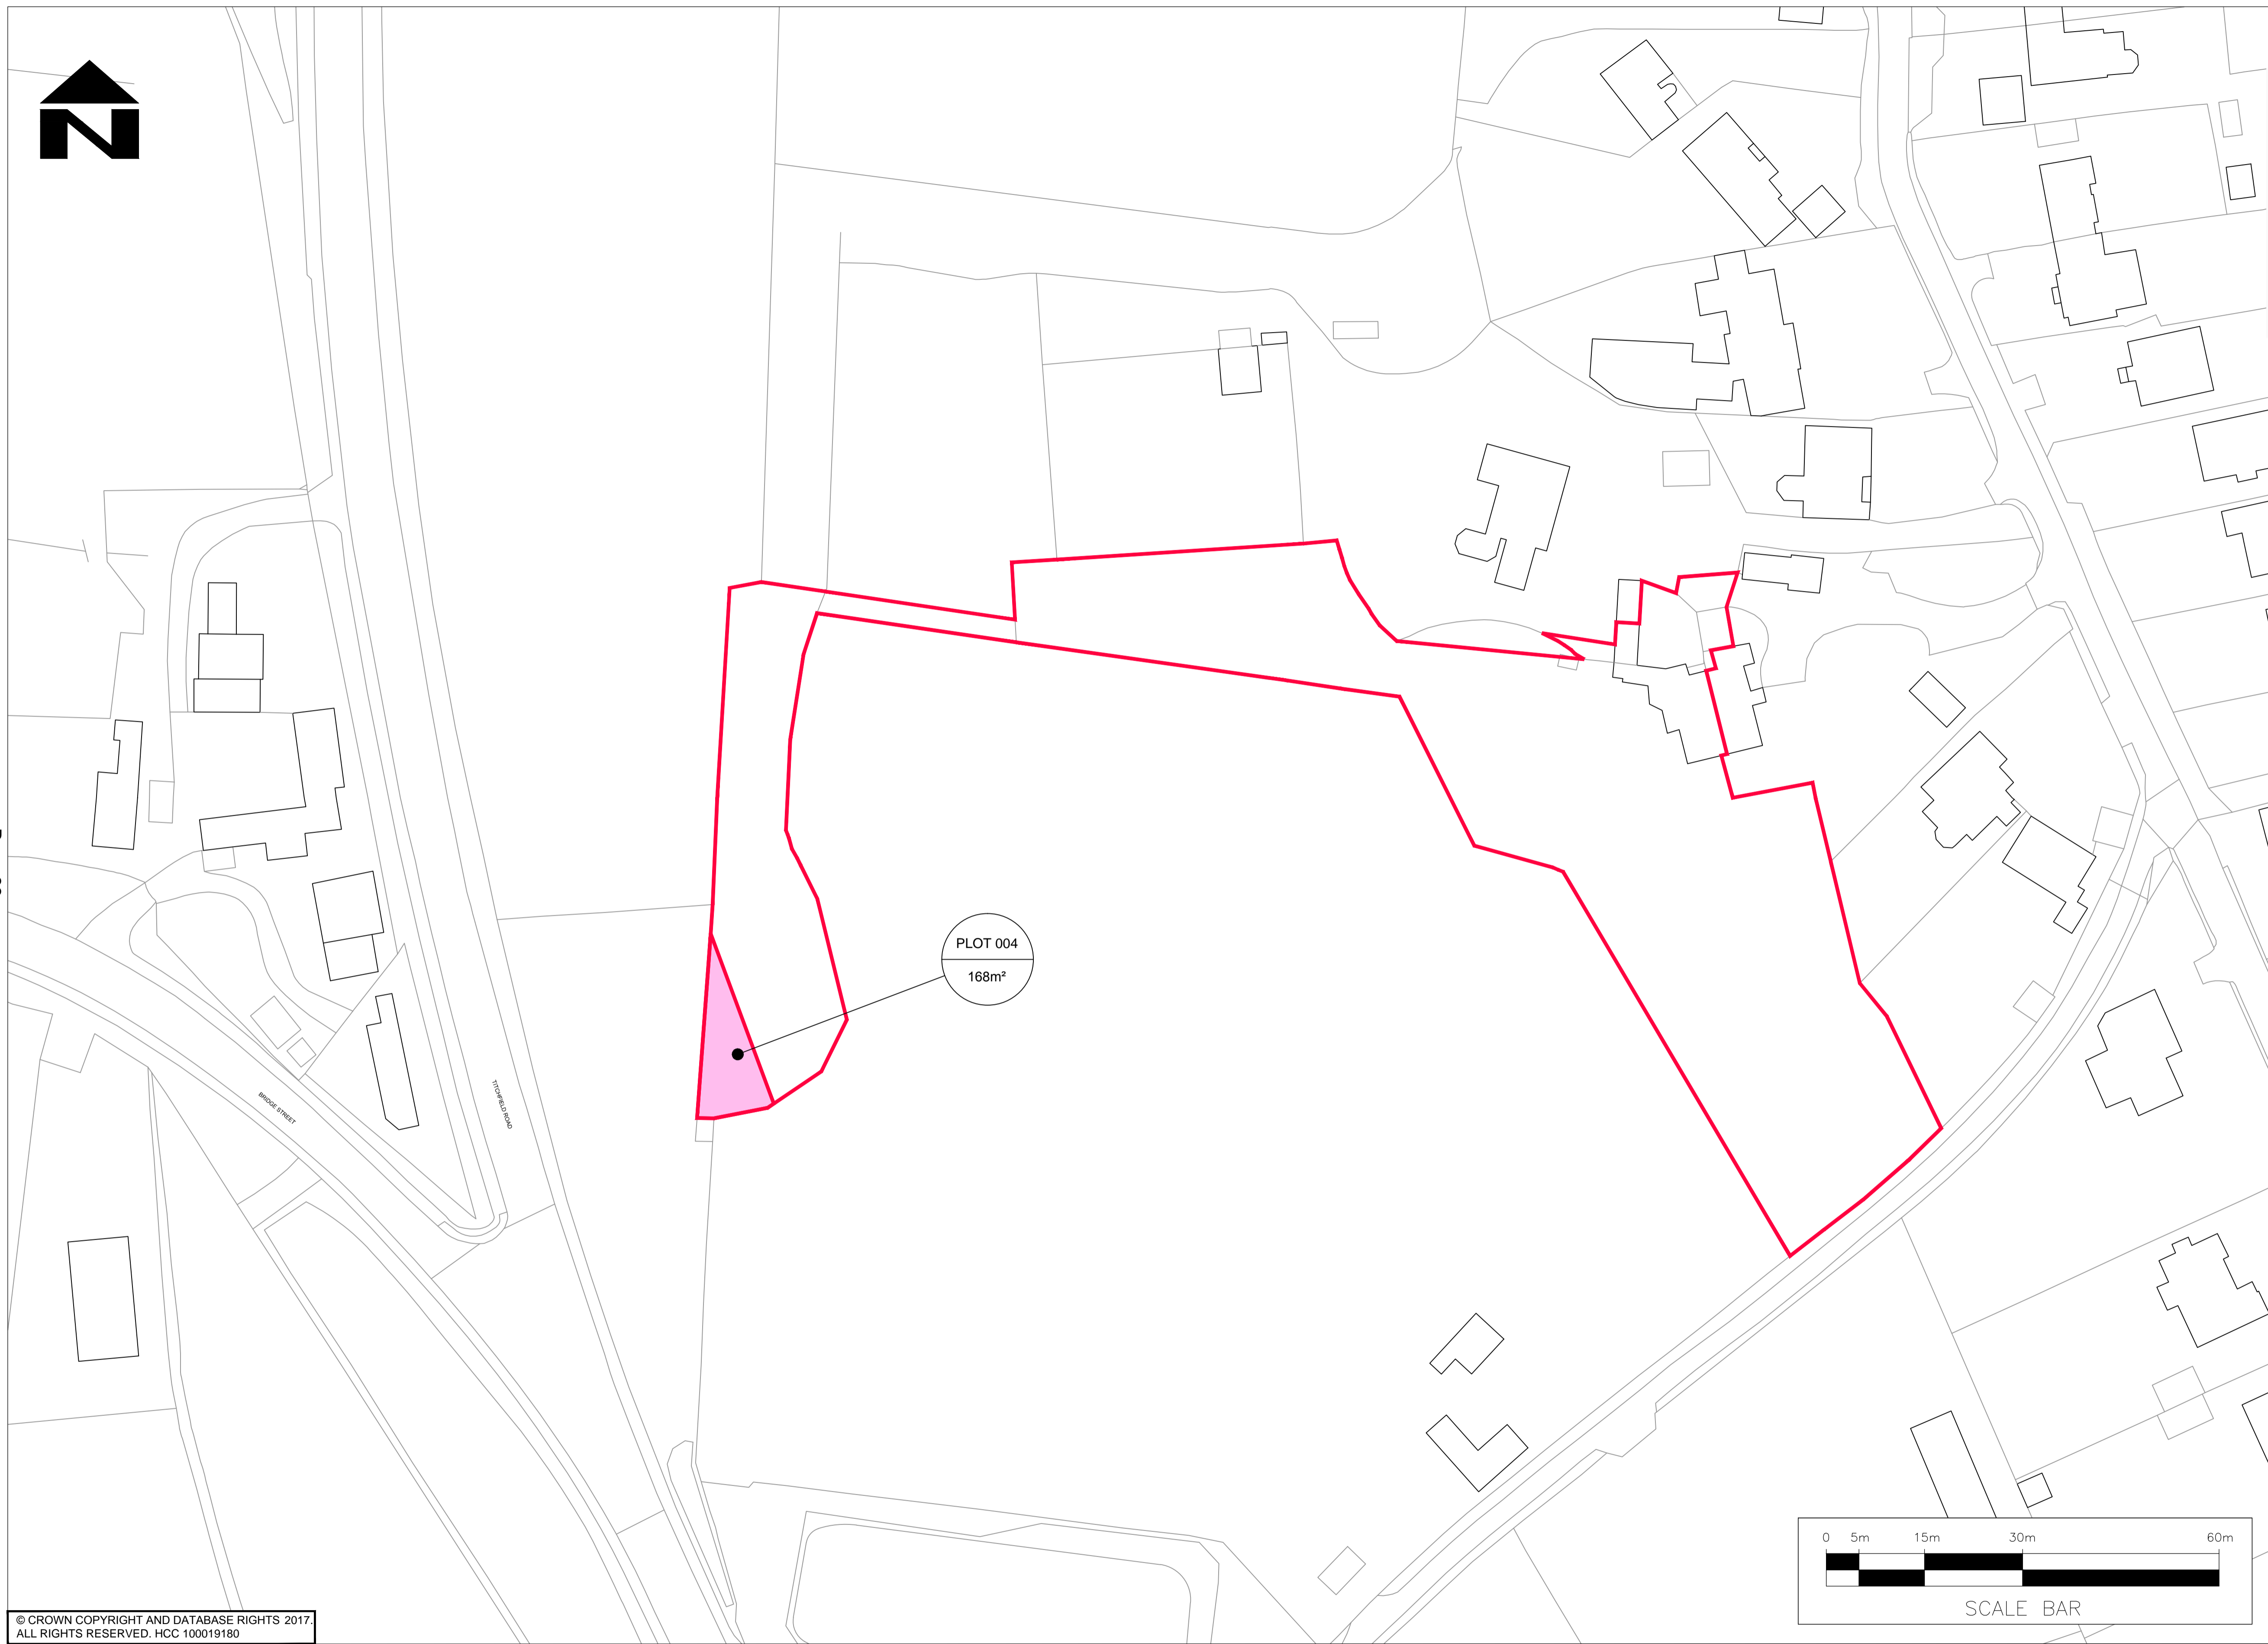 N
PLOT 004
168m²
BRIDGE STREET
TITCHFIELD ROAD
0 5m 15m 30m 60m
SCALE BAR
© CROWN COPYRIGHT AND DATABASE RIGHTS 2017.
ALL RIGHTS RESERVED. HCC 100019180